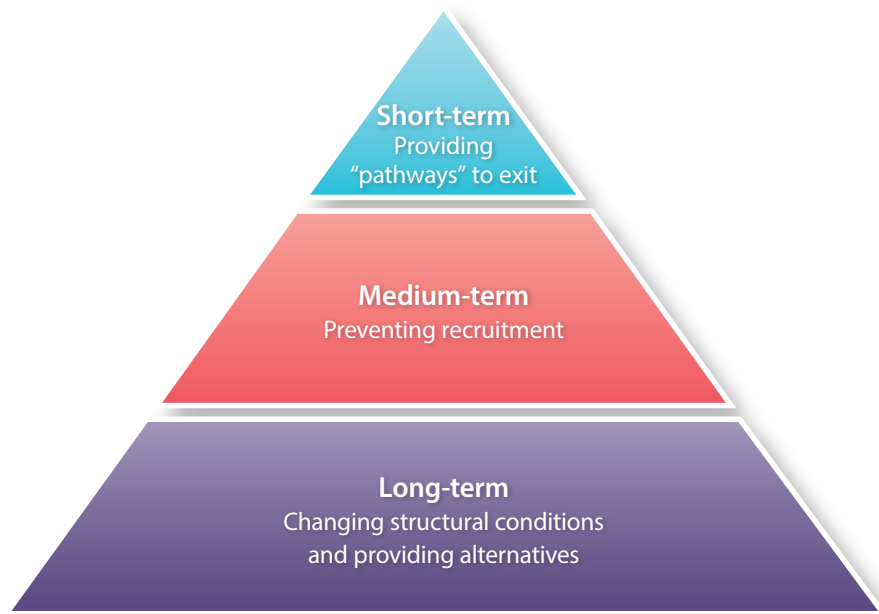 Short-term
Providing
“pathways” to exit
Medium-term
Preventing recruitment
Long-term
Changing structural conditions
and providing alternatives